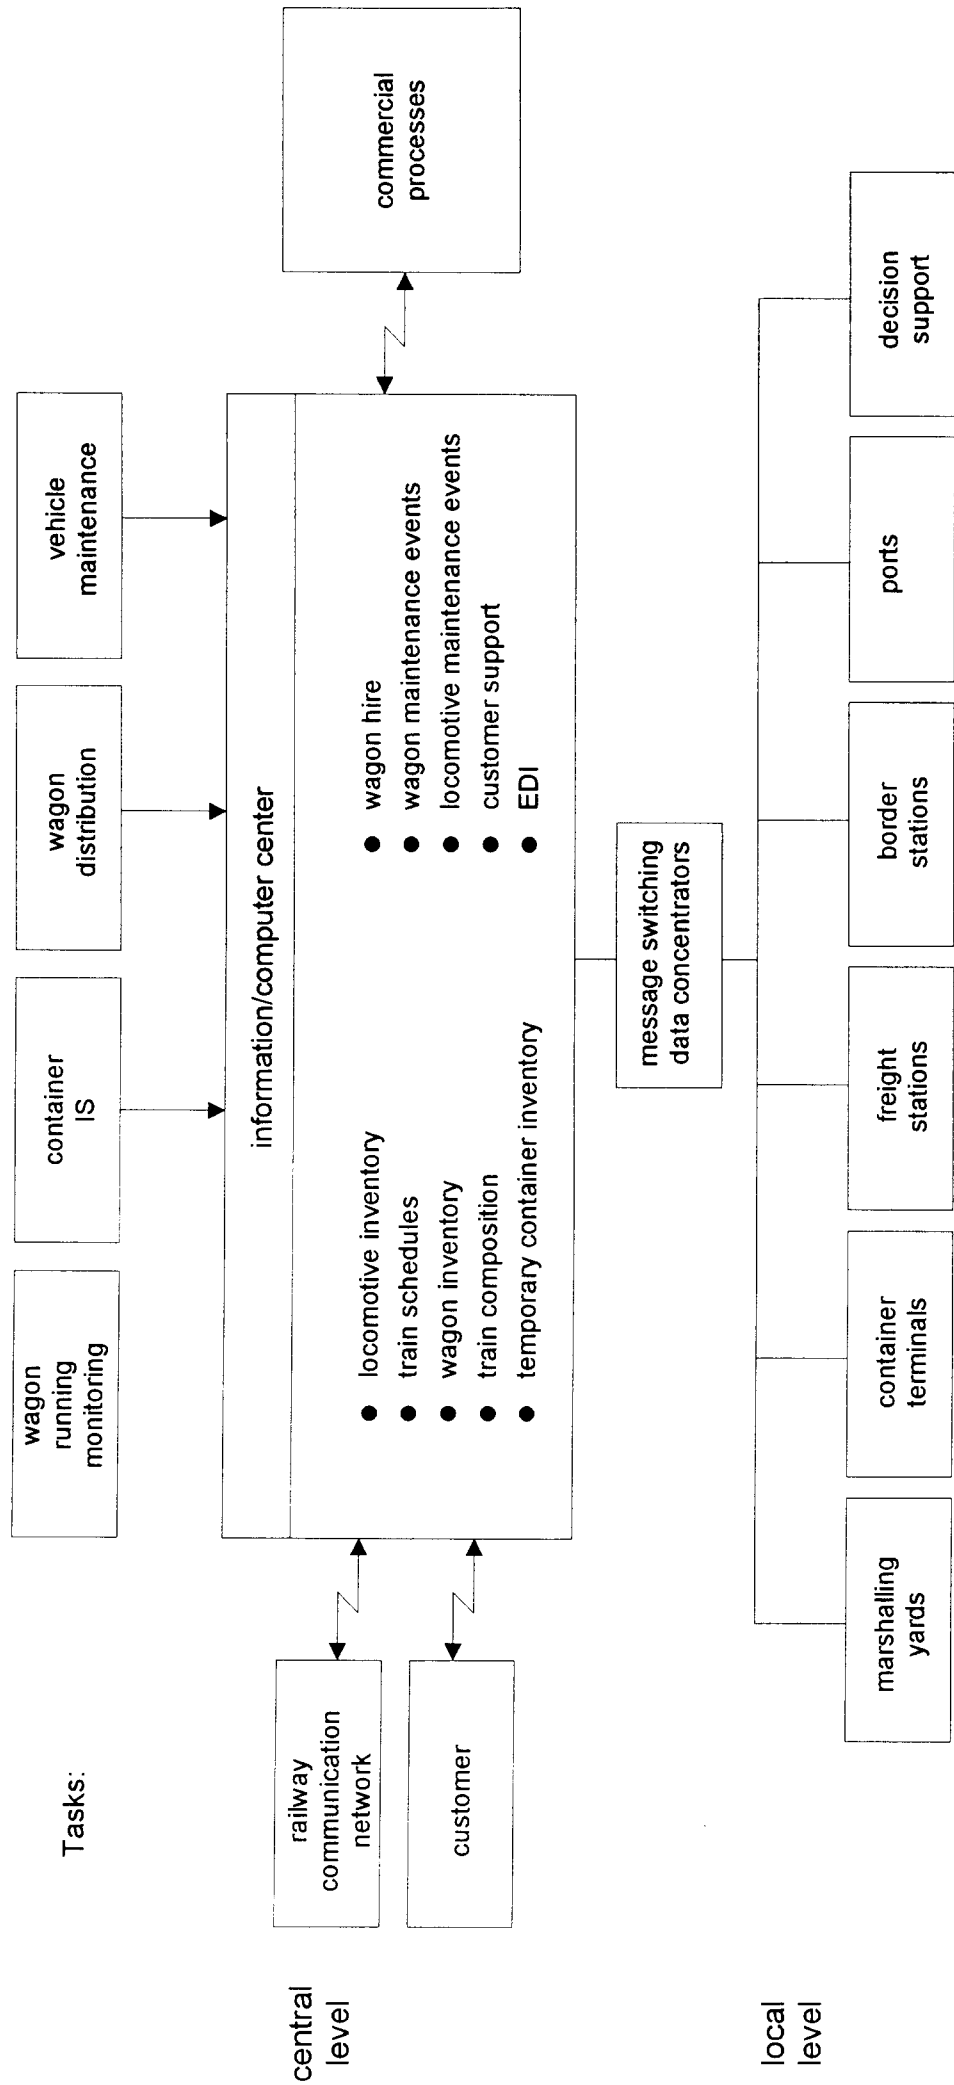 Tasks:
wagon
running
monitoring
container
IS
wagon
distribution
vehicle
maintenance
central
level
railway
communication
network
customer
information/computer center
● locomotive inventory
● train schedules
● wagon inventory
● train composition
● temporary container inventory
● wagon hire
● wagon maintenance events
● locomotive maintenance events
● customer support
● EDI
commercial
processes
message switching
data concentrators
local
level
marshalling
yards
container
terminals
freight
stations
border
stations
ports
decision
support